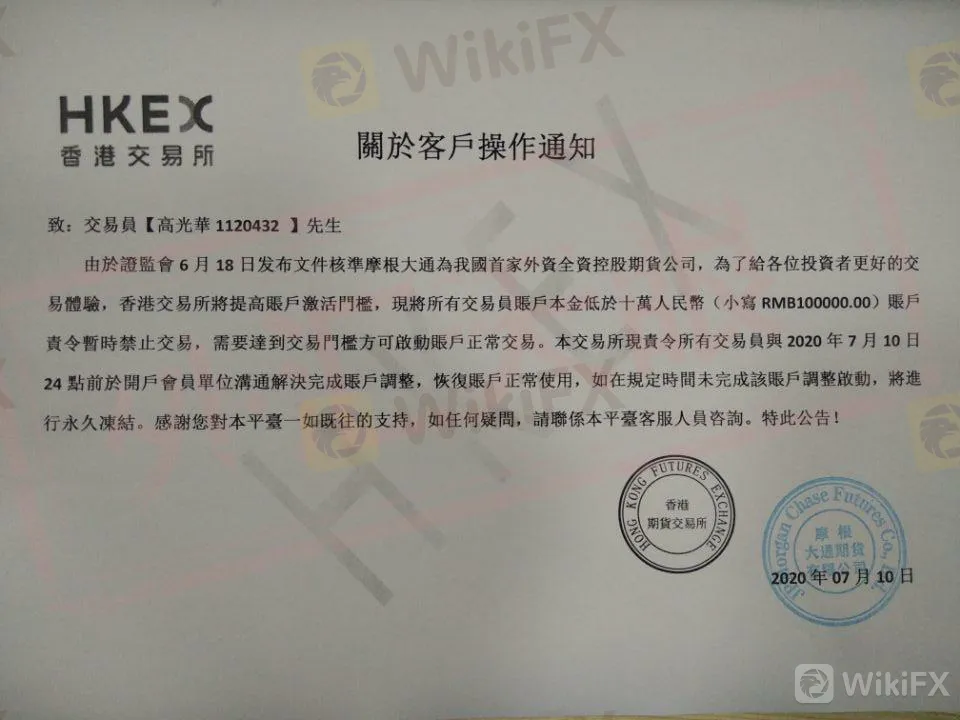 WikiFX
HKEX
香港交易所
關於客戶操作通知
致：交易員【高光華 1120432 】先生
由於證監會 6 月 18 日发布文件核準摩根大通為我國首家外資全資控股期貨公司，為了給各位投資者更好的交
易體驗，香港交易所將提高賬戶激活門檻，現將所有交易員賬戶本金低於十萬人民幣（小寫 RMB100000.00）賬戶
責令暫時禁止交易，需要達到交易門檻方可啟動賬戶正常交易。本交易所現責令所有交易員與 2020 年 7 月 10 日
24 點前於開戶會員單位溝通解決完成賬戶調整，恢復賬戶正常使用，如在規定時間未完成該賬戶調整啟動，將進
行永久凍結。感謝您對本平臺一如既往的支持，如任何疑問，請聯係本平臺客服人員咨詢。特此公告！
HKEX
WikiFX
HONG KONG FUTURES EXCHANGE
香港
期貨交易所
JPMorgan Chase Futures Co., Ltd.
摩根
大通期貨
有限公司
2020 年 07 月 10 日
WikiFX